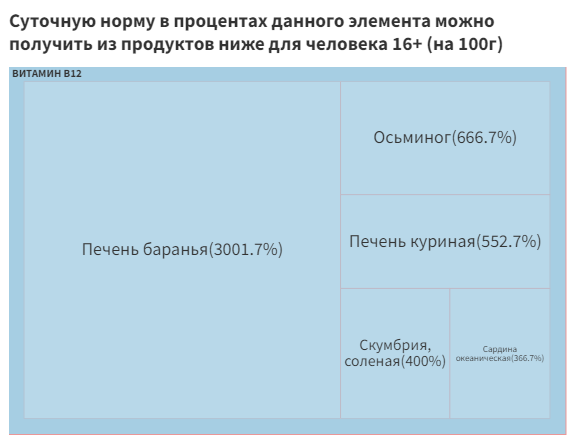 Суточную норму в процентах данного элемента можно
получить из продуктов ниже для человека 16+ (на 100г)
ВИТАМИН B12
Печень баранья(3001.7%)
Осьминог(666.7%)
Печень куриная(552.7%)
Скумбрия,
соленая(400%)
Сардина
океаническая(366.7%)